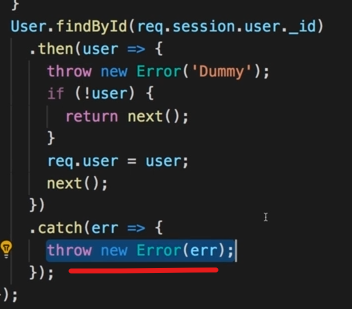 }
User.findById(req.session.user._id)
.then(user => {
throw new Error('Dummy');
if (!user) {
return next();
}
req.user = user;
next();
})
.catch(err => {
throw new Error(err);
});
);